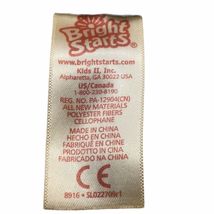 Bright
Starts
www.brightstarts.com
Kids II, Inc.
Alpharetta, GA 30022 USA
US/Canada
1-800-230-8190
REG. NO. PA-12904(CN)
ALL NEW MATERIALS
POLYESTER FIBERS
CELLOPHANE
MADE IN CHINA
HECHO EN CHINA
FABRIQUÉ EN CHINE
PRODOTTO IN CINA
FABRICADO NA CHINA
CE
8916 • SL022709r1